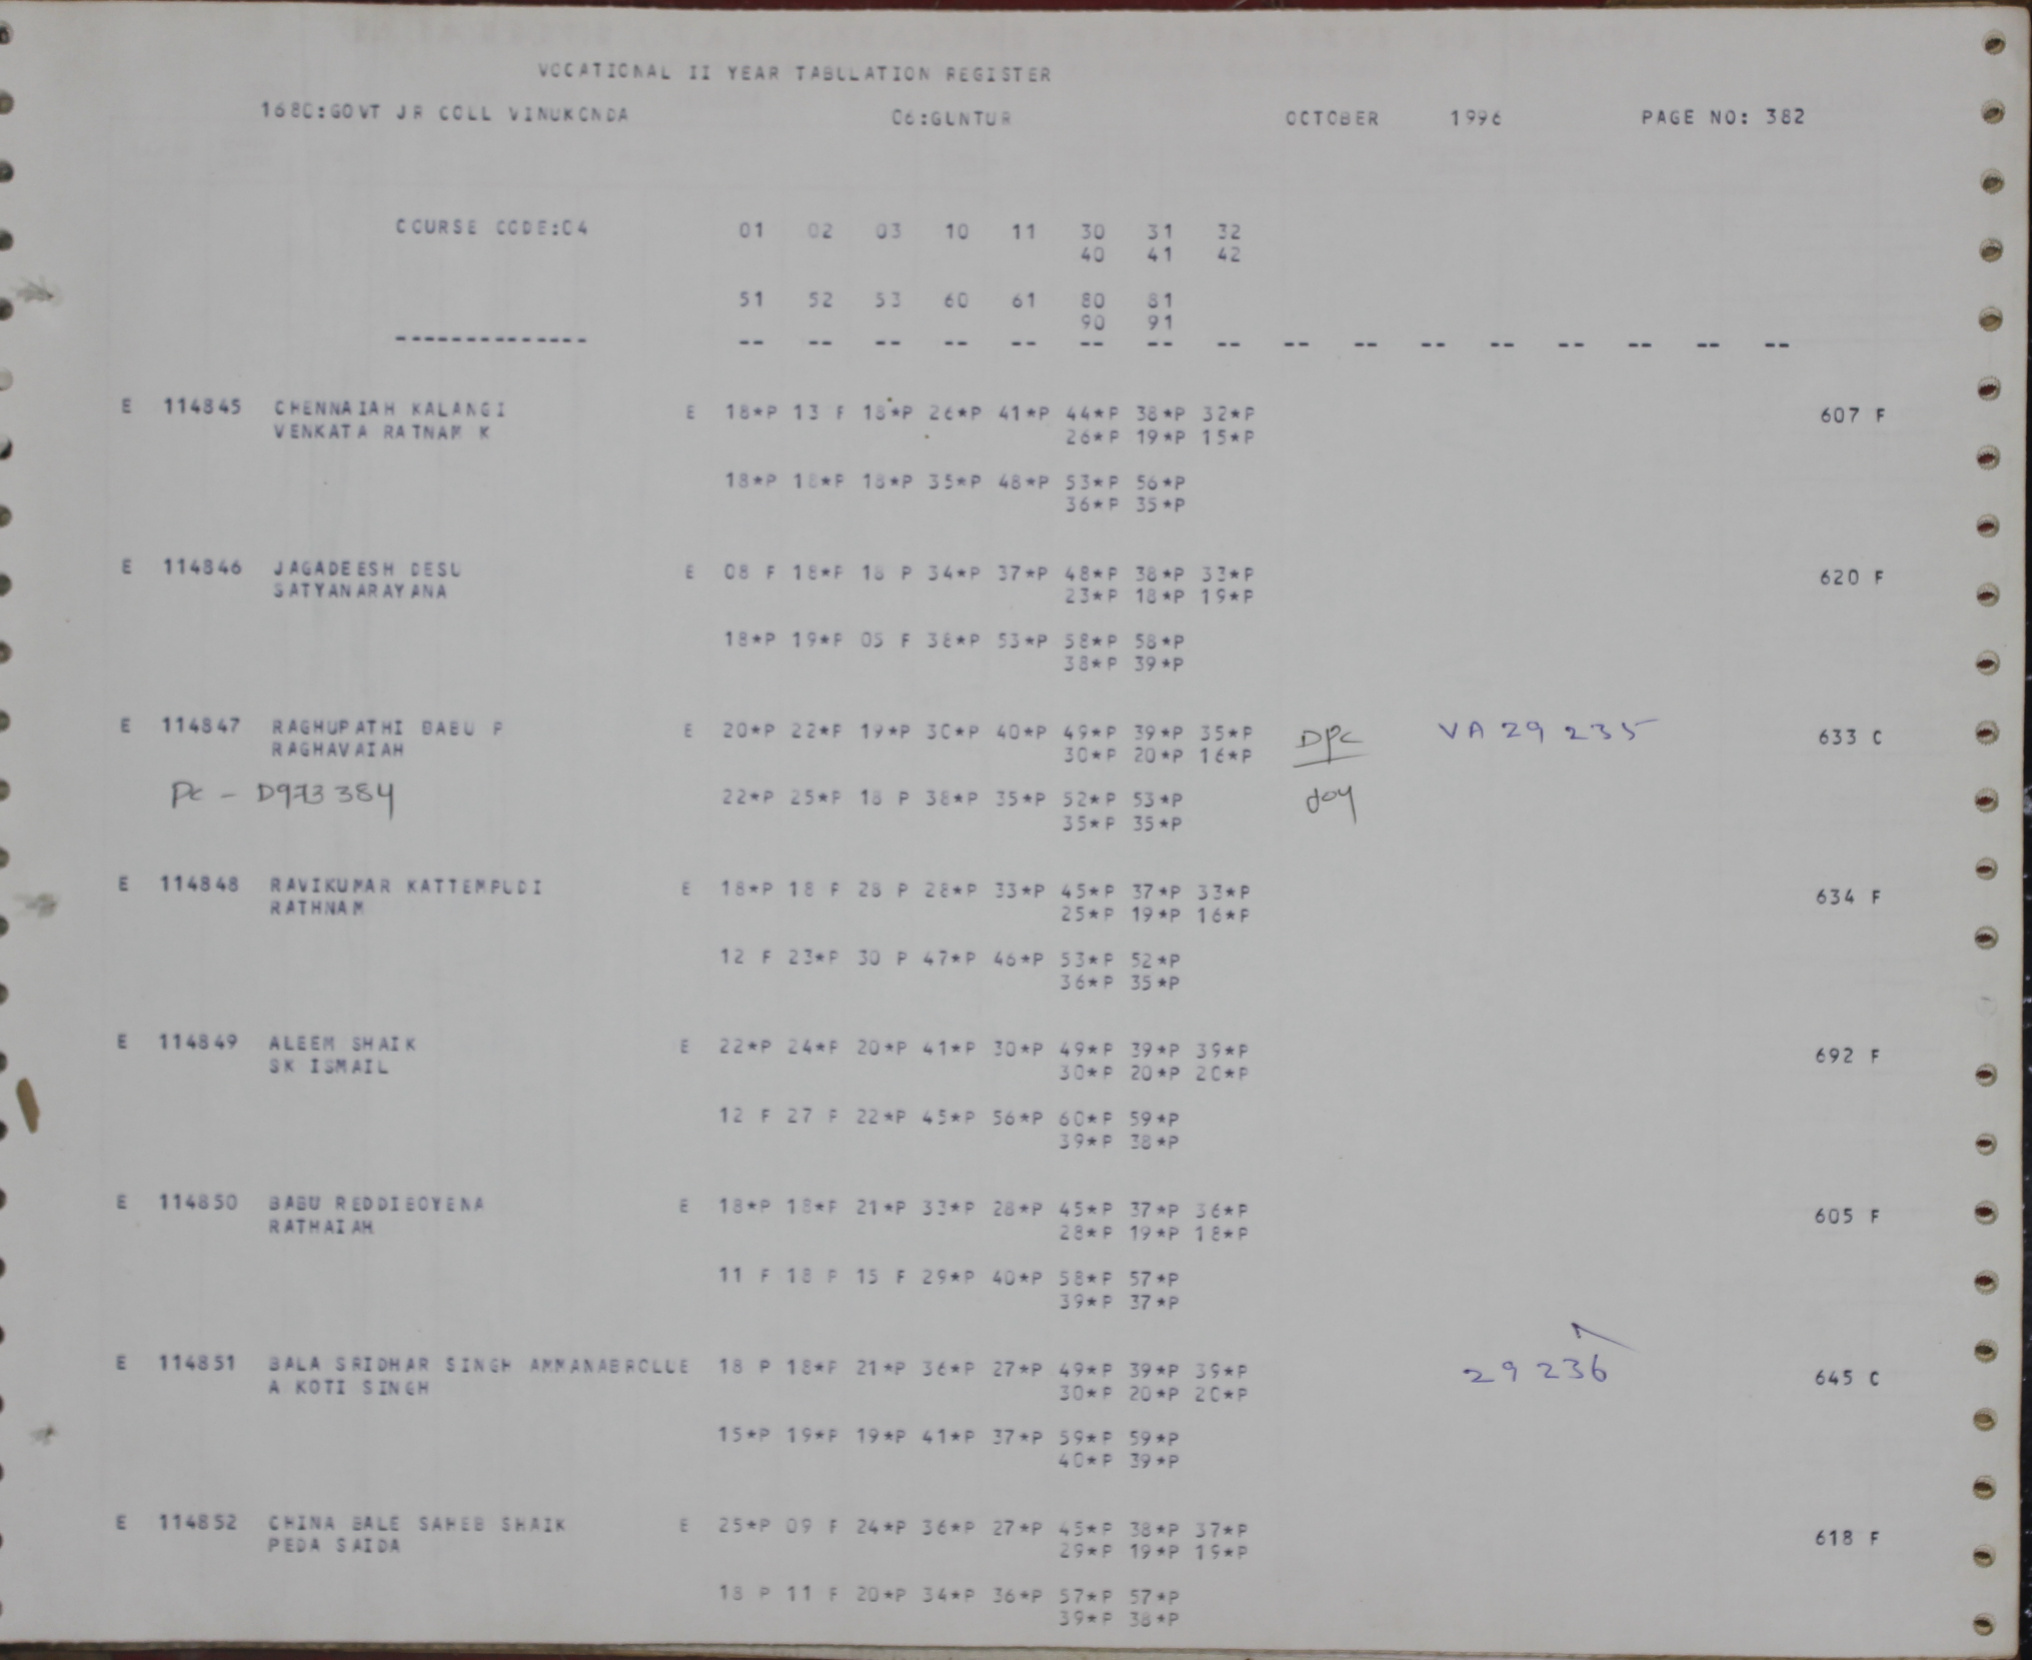 VOCATIONAL II YEAR TABULATION REGISTER
1680:GOVT JR COLL VINUKONDA 06:GUNTUR OCTOBER 1996 PAGE NO: 382
COURSE CODE:04 01 02 03 10 11 30 31 32
40 41 42
51 52 53 60 61 80 81
90 91
-------------- -- -- -- -- -- -- -- -- -- -- -- -- -- -- -- --
E 114845 CHENNAIAH KALANGI E 18*P 13 F 18*P 26*P 41*P 44*P 38*P 32*P 607 F
VENKATA RATNAM K 26*P 19*P 15*P
18*P 18*P 18*P 35*P 48*P 53*P 56*P
36*P 35*P
E 114846 JAGADEESH DESU E 08 F 18*P 18 P 34*P 37*P 48*P 38*P 33*P 620 F
SATYANARAYANA 23*P 18*P 19*P
18*P 19*P 05 F 38*P 53*P 58*P 58*P
38*P 39*P
E 114847 RAGHUPATHI BABU P E 20*P 22*P 19*P 30*P 40*P 49*P 39*P 35*P DPC VA 29 235 633 C
RAGHAVAIAH 30*P 20*P 16*P
PC - D973384 22*P 25*P 18 P 38*P 35*P 52*P 53*P
35*P 35*P
E 114848 RAVIKUMAR KATTEMPUDI E 18*P 18 P 28 P 28*P 33*P 45*P 37*P 33*P 634 F
RATHNAM 25*P 19*P 16*P
12 F 23*P 30 P 47*P 46*P 53*P 52*P
36*P 35*P
E 114849 ALEEM SHAIK E 22*P 24*P 20*P 41*P 30*P 49*P 39*P 39*P 692 F
SK ISMAIL 30*P 20*P 20*P
12 F 27 P 22*P 45*P 56*P 60*P 59*P
39*P 38*P
E 114850 BABU REDDIBOYENA E 18*P 18*P 21*P 33*P 28*P 45*P 37*P 36*P 605 F
RATHAIAH 28*P 19*P 18*P
11 F 18 P 15 F 29*P 40*P 58*P 57*P
39*P 37*P
E 114851 BALA SRIDHAR SINGH AMMANABROLUE 18 P 18*P 21*P 36*P 27*P 49*P 39*P 39*P 29 236 645 C
A KOTI SINGH 30*P 20*P 20*P
15*P 19*P 19*P 41*P 37*P 59*P 59*P
40*P 39*P
E 114852 CHINA BALE SAHEB SHAIK E 25*P 09 F 24*P 36*P 27*P 45*P 38*P 37*P 618 F
PEDA SAIDA 29*P 19*P 19*P
18 P 11 F 20*P 34*P 36*P 57*P 57*P
39*P 38*P